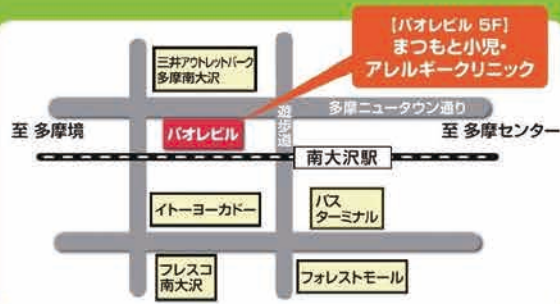 【パオレビル 5F】
まつもと小児・
アレルギークリニック
三井アウトレットパーク
多摩南大沢
多摩ニュータウン通り
遊歩道
至 多摩境
パオレビル
至 多摩センター
南大沢駅
イトーヨーカドー
バス
ターミナル
フレスコ
南大沢
フォレストモール